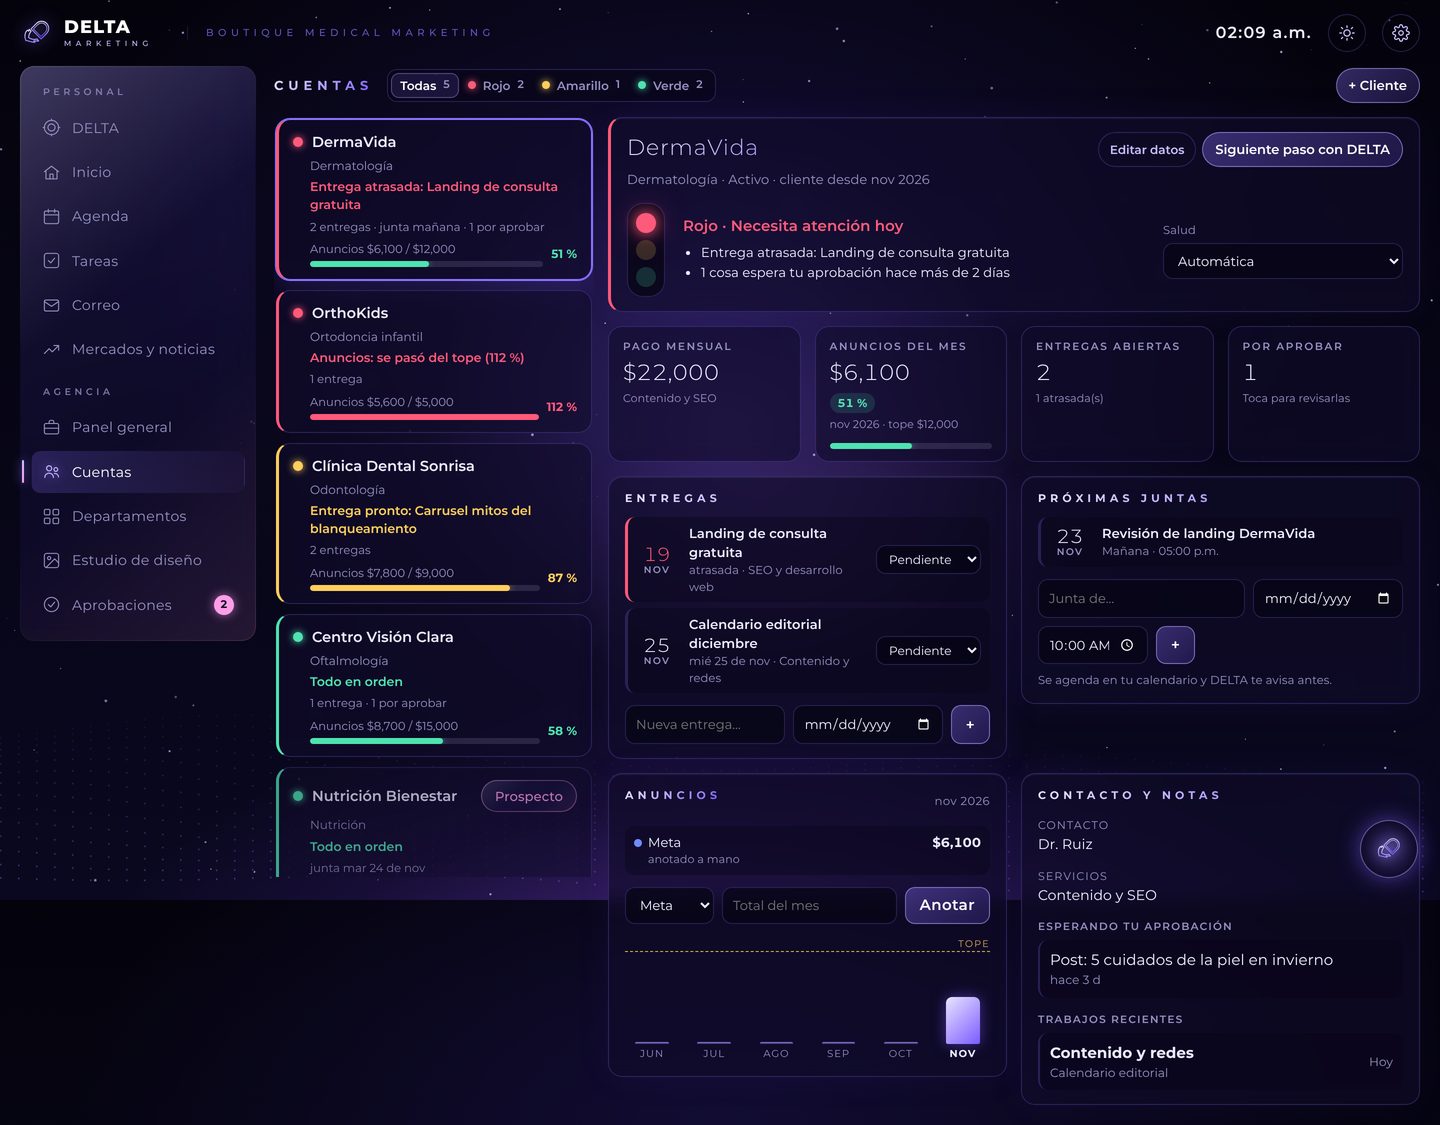 DELTA
MARKETING
BOUTIQUE MEDICAL MARKETING
02:09 a.m.
PERSONAL
DELTA
Inicio
Agenda
Tareas
Correo
Mercados y noticias
AGENCIA
Panel general
Cuentas
Departamentos
Estudio de diseño
Aprobaciones 2
CUENTAS
Todas 5
Rojo 2
Amarillo 1
Verde 2
+ Cliente
DermaVida
Dermatología
Entrega atrasada: Landing de consulta
gratuita
2 entregas · junta mañana · 1 por aprobar
Anuncios $6,100 / $12,000
51 %
OrthoKids
Ortodoncia infantil
Anuncios: se pasó del tope (112 %)
1 entrega
Anuncios $5,600 / $5,000
112 %
Clínica Dental Sonrisa
Odontología
Entrega pronto: Carrusel mitos del
blanqueamiento
2 entregas
Anuncios $7,800 / $9,000
87 %
Centro Visión Clara
Oftalmología
Todo en orden
1 entrega · 1 por aprobar
Anuncios $8,700 / $15,000
58 %
Nutrición Bienestar
Prospecto
Nutrición
Todo en orden
junta mar 24 de nov
DermaVida
Editar datos
Siguiente paso con DELTA
Dermatología · Activo · cliente desde nov 2026
Rojo · Necesita atención hoy
• Entrega atrasada: Landing de consulta gratuita
• 1 cosa espera tu aprobación hace más de 2 días
Salud
Automática
PAGO MENSUAL
$22,000
Contenido y SEO
ANUNCIOS DEL MES
$6,100
51 %
nov 2026 · tope $12,000
ENTREGAS ABIERTAS
2
1 atrasada(s)
POR APROBAR
1
Toca para revisarlas
ENTREGAS
19
NOV
Landing de consulta
gratuita
atrasada · SEO y desarrollo
web
Pendiente
25
NOV
Calendario editorial
diciembre
mié 25 de nov · Contenido y
redes
Pendiente
Nueva entrega...
mm/dd/yyyy
+
PRÓXIMAS JUNTAS
23
NOV
Revisión de landing DermaVida
Mañana · 05:00 p.m.
Junta de...
mm/dd/yyyy
10:00 AM
+
Se agenda en tu calendario y DELTA te avisa antes.
ANUNCIOS
nov 2026
Meta
anotado a mano
$6,100
Meta
Total del mes
Anotar
TOPE
JUN JUL AGO SEP OCT NOV
CONTACTO Y NOTAS
CONTACTO
Dr. Ruiz
SERVICIOS
Contenido y SEO
ESPERANDO TU APROBACIÓN
Post: 5 cuidados de la piel en invierno
hace 3 d
TRABAJOS RECIENTES
Contenido y redes
Calendario editorial
Hoy